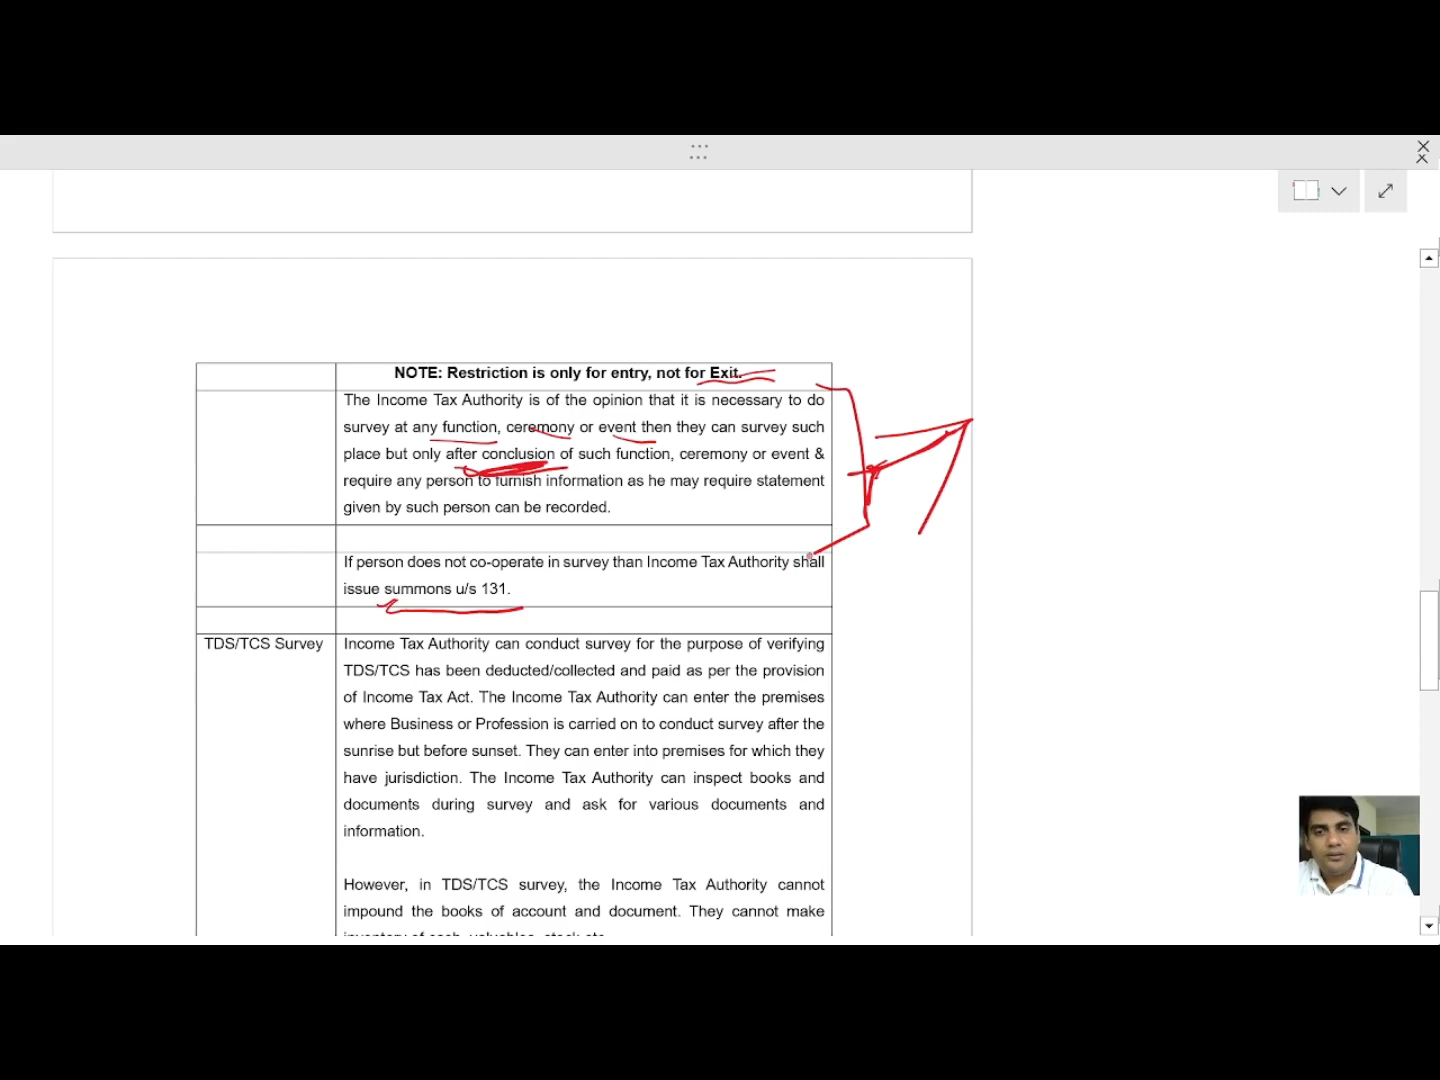 NOTE: Restriction is only for entry, not for Exit.
The Income Tax Authority is of the opinion that it is necessary to do
survey at any function, ceremony or event then they can survey such
place but only after conclusion of such function, ceremony or event &
require any person to furnish information as he may require statement
given by such person can be recorded.
If person does not co-operate in survey than Income Tax Authority shall
issue summons u/s 131.
TDS/TCS Survey
Income Tax Authority can conduct survey for the purpose of verifying
TDS/TCS has been deducted/collected and paid as per the provision
of Income Tax Act. The Income Tax Authority can enter the premises
where Business or Profession is carried on to conduct survey after the
sunrise but before sunset. They can enter into premises for which they
have jurisdiction. The Income Tax Authority can inspect books and
documents during survey and ask for various documents and
information.
However, in TDS/TCS survey, the Income Tax Authority cannot
impound the books of account and document. They cannot make